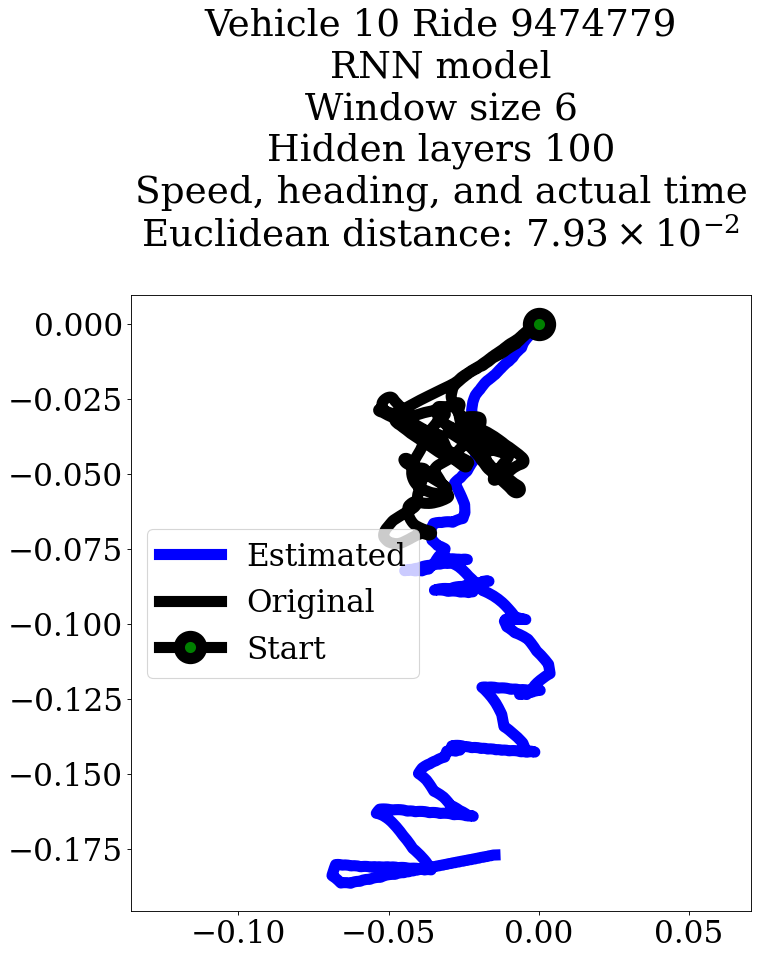 Vehicle 10 Ride 9474779
RNN model
Window size 6
Hidden layers 100
Speed, heading, and actual time
Euclidean distance: 7.93 × 10⁻²
0.000
−0.025
−0.050
−0.075
−0.100
−0.125
−0.150
−0.175
Estimated
Original
Start
−0.10
−0.05
0.00
0.05